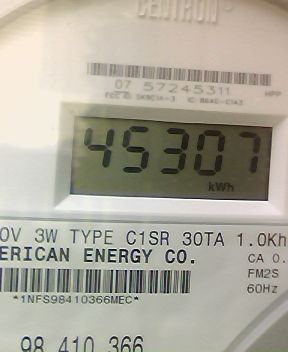 CENTRON
07 57245311 HPP
45307
kWh
0V 3W TYPE C1SR 30TA 1.0Kh
ERICAN ENERGY CO. CA 0.
FM2S
*1NFS98410366MEC* 60Hz
98 410 366